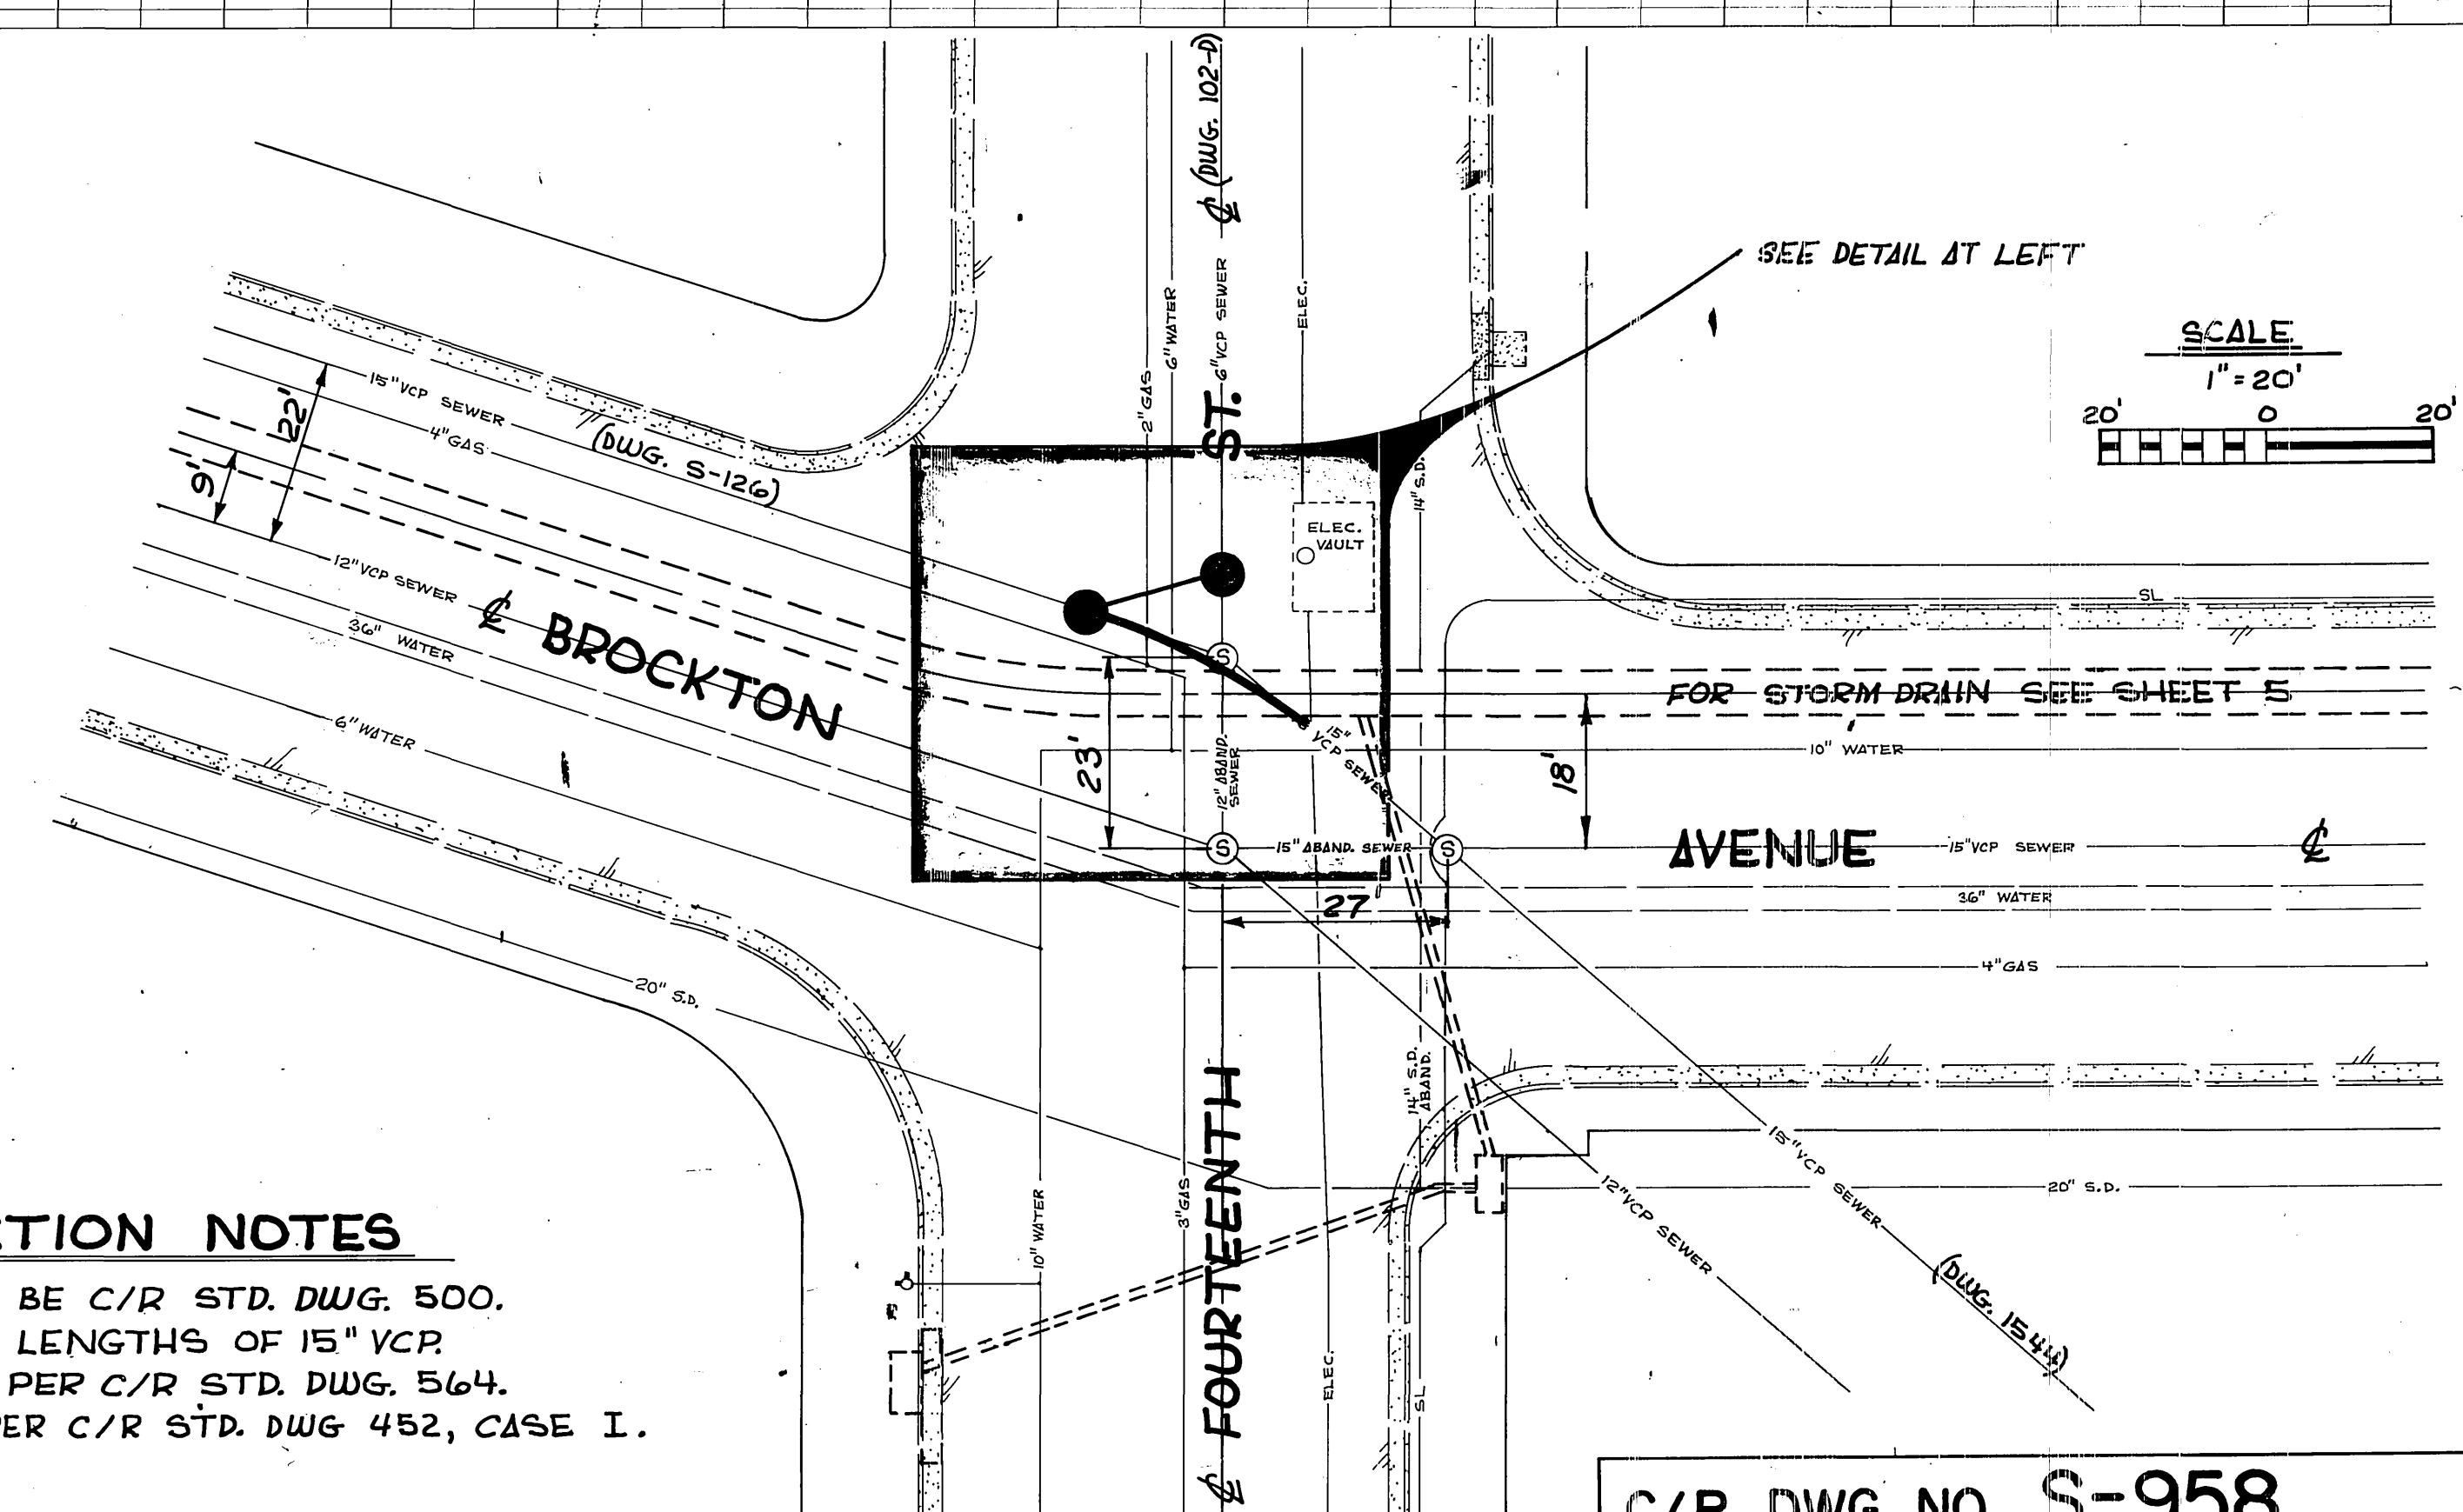 ₵ (DWG. 102-D)
6" VCP SEWER
ELEC.
6" WATER
2" GAS
ST.
SEE DETAIL AT LEFT
SCALE
1" = 20'
20' 0 20'
15" VCP SEWER
4" GAS
(DWG. S-126)
22'
9'
12" VCP SEWER
₵ BROCKTON
36" WATER
6" WATER
20" S.D.
14" S.D.
ELEC.
VAULT
S
SL
FOR STORM DRAIN SEE SHEET 5
15"
VCP SEWER
10" WATER
23'
12" ABAND.
SEWER
18'
S
15" ABAND. SEWER
S
AVENUE
15" VCP SEWER
₵
36" WATER
27'
4" GAS
14" S.D.
ABAND.
15" VCP SEWER
12" VCP SEWER
20" S.D.
(DWG. 1544)
10" WATER
3" GAS
₵ FOURTEENTH
ELEC.
SL
TION NOTES
BE C/R STD. DWG. 500.
LENGTHS OF 15" VCP.
PER C/R STD. DWG. 564.
ER C/R STD. DWG 452, CASE I.
C/R DWG NO. S-958